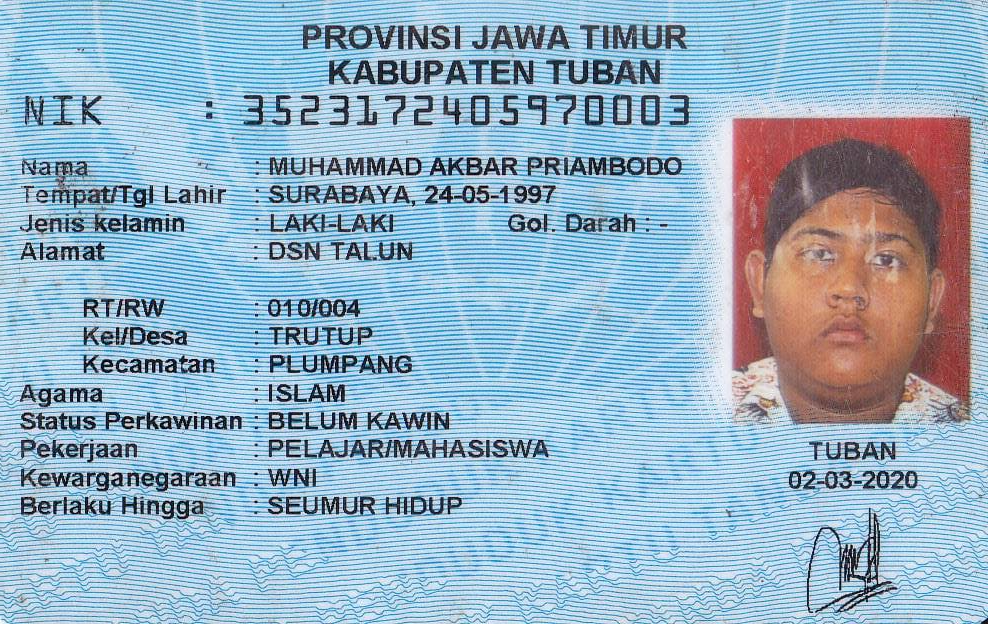 PROVINSI JAWA TIMUR
KABUPATEN TUBAN
NIK : 3523172405970003
Nama : MUHAMMAD AKBAR PRIAMBODO
Tempat/Tgl Lahir : SURABAYA, 24-05-1997
Jenis kelamin : LAKI-LAKI Gol. Darah : -
Alamat : DSN TALUN
RT/RW : 010/004
Kel/Desa : TRUTUP
Kecamatan : PLUMPANG
Agama : ISLAM
Status Perkawinan : BELUM KAWIN
Pekerjaan : PELAJAR/MAHASISWA
Kewarganegaraan : WNI
Berlaku Hingga : SEUMUR HIDUP
TUBAN
02-03-2020